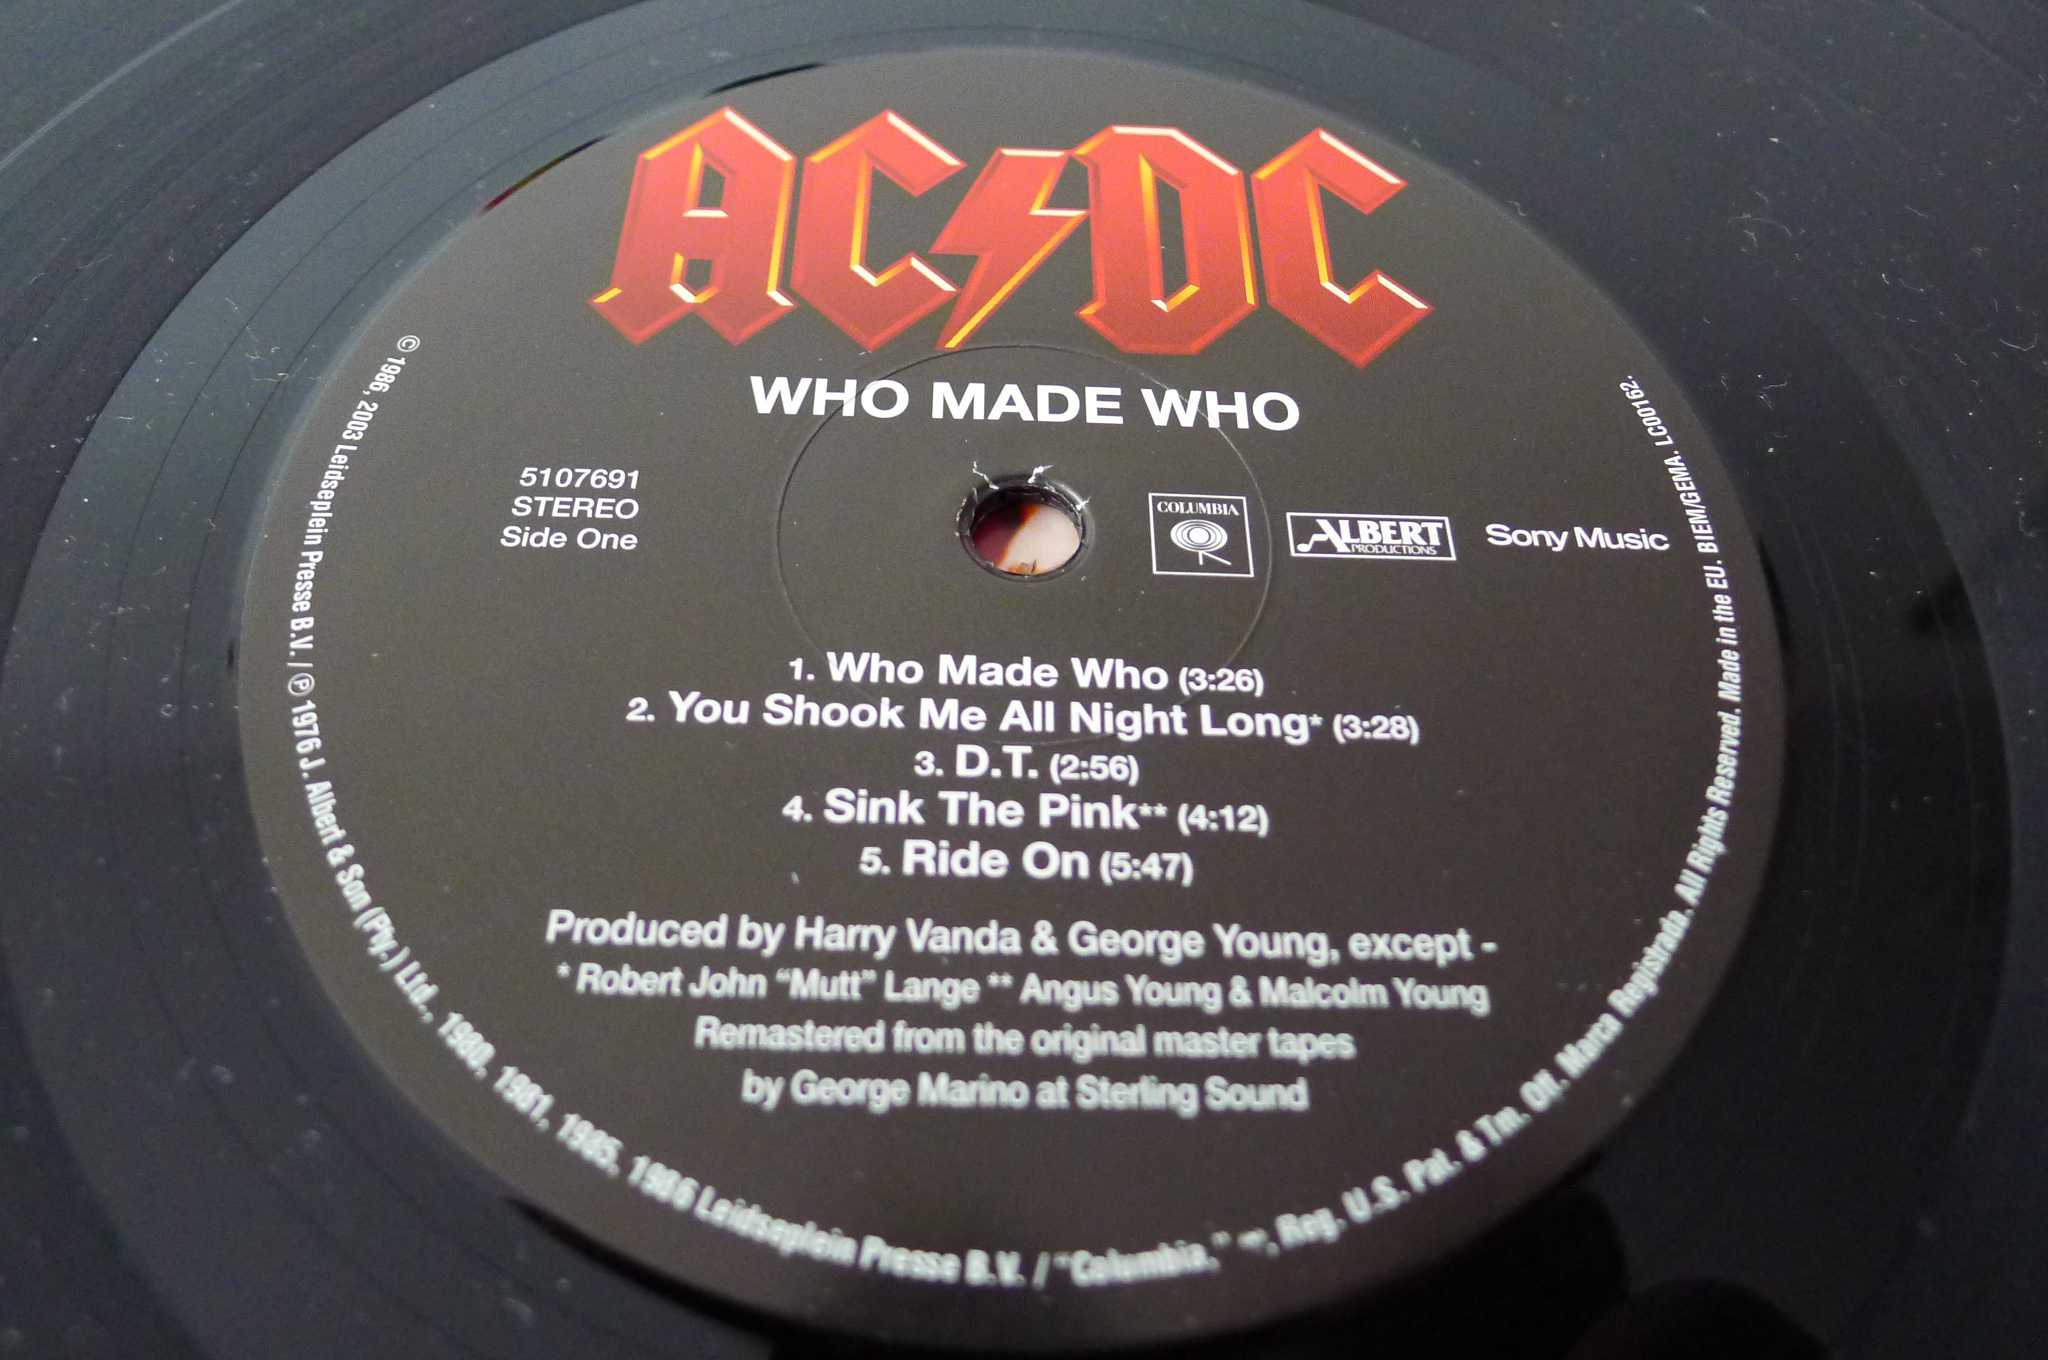 AC/DC
WHO MADE WHO
5107691
STEREO
Side One
COLUMBIA
ALBERT
PRODUCTIONS
Sony Music
1. Who Made Who (3:26)
2. You Shook Me All Night Long* (3:28)
3. D.T. (2:56)
4. Sink The Pink** (4:12)
5. Ride On (5:47)
Produced by Harry Vanda & George Young, except -
* Robert John “Mutt” Lange ** Angus Young & Malcolm Young
Remastered from the original master tapes
by George Marino at Sterling Sound
© 1986, 2003 Leidseplein Presse B.V. / ℗ 1976 J. Albert & Son (Pty.) Ltd., 1980, 1981, 1985, 1986 Leidseplein Presse B.V. / “Columbia.” Reg. U.S. Pat. & Tm. Off. Marca Registrada. All Rights Reserved. Made in the EU. BIEM/GEMA. LC00162.